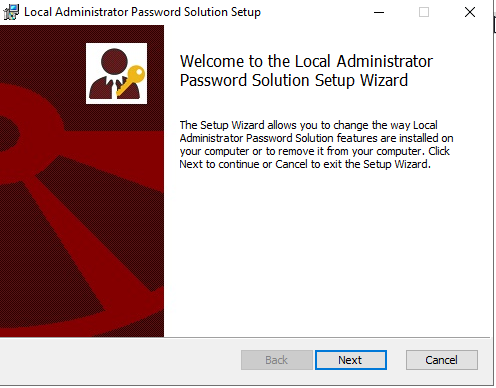 Local Administrator Password Solution Setup
Welcome to the Local Administrator
Password Solution Setup Wizard
The Setup Wizard allows you to change the way Local
Administrator Password Solution features are installed on
your computer or to remove it from your computer. Click
Next to continue or Cancel to exit the Setup Wizard.
Back
Next
Cancel